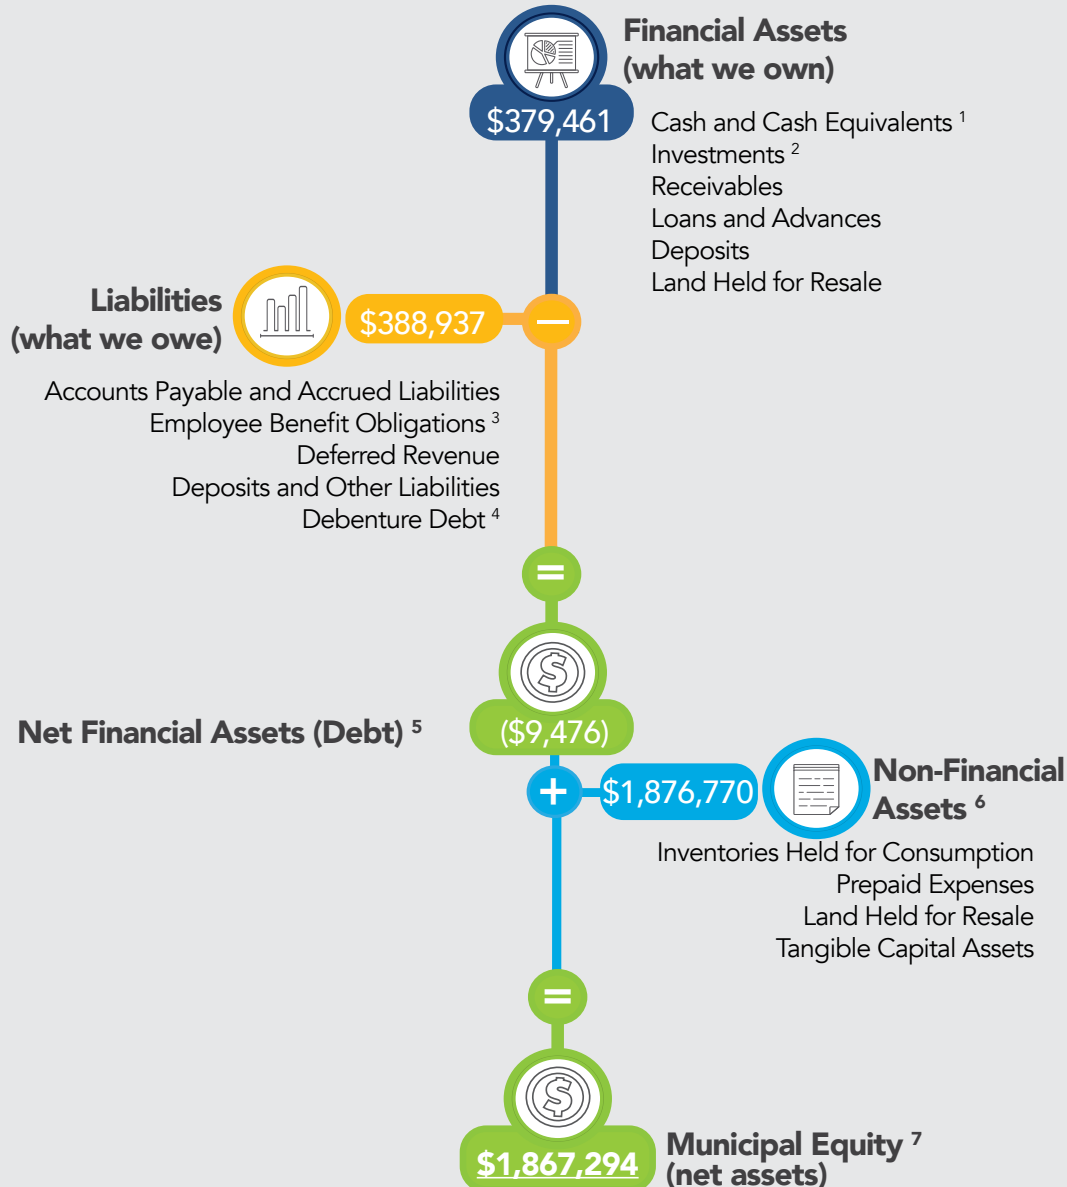 Financial Assets
(what we own)
$379,461
Cash and Cash Equivalents 1
Investments 2
Receivables
Loans and Advances
Deposits
Land Held for Resale
Liabilities
(what we owe)
$388,937
–
Accounts Payable and Accrued Liabilities
Employee Benefit Obligations 3
Deferred Revenue
Deposits and Other Liabilities
Debenture Debt 4
=
Net Financial Assets (Debt) 5
($9,476)
+
$1,876,770
Non-Financial
Assets 6
Inventories Held for Consumption
Prepaid Expenses
Land Held for Resale
Tangible Capital Assets
=
$1,867,294
Municipal Equity 7
(net assets)